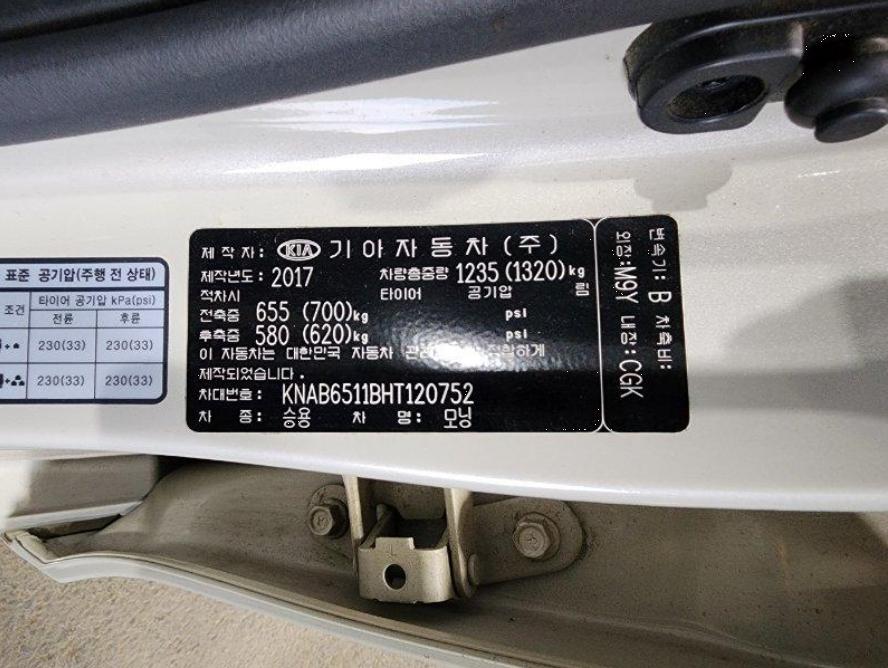 표준 공기압(주행 전 상태)
조건 타이어 공기압 kPa(psi)
전륜 후륜
230(33) 230(33)
230(33) 230(33)
제 작 자: KIA 기아자동차(주)
제작년도: 2017 차량총중량 1235 (1320)kg
적차시 타이어 공기압 림
전축중 655 (700)kg psi
후축중 580 (620)kg psi
이 자동차는 대한민국 자동차 적합하게
제작되었습니다.
차대번호: KNAB6511BHT120752
차 종: 승용 차 명: 모닝
변속기: B 차축비:
외장: M9Y 내장: CGK